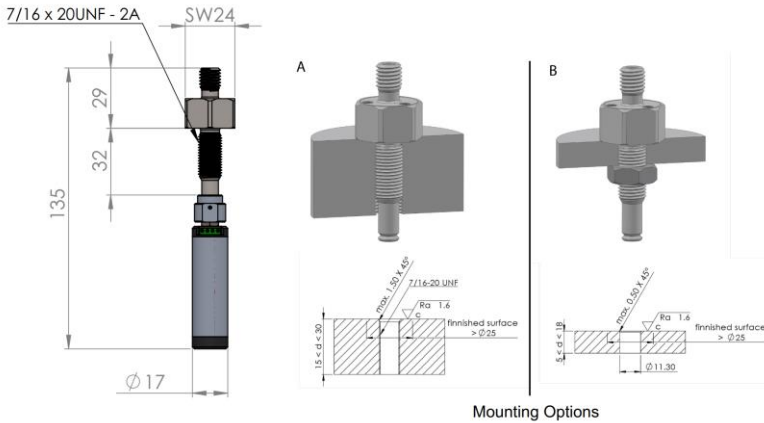 7/16 x 20UNF - 2A
SW24
29
32
135
Ø 17
A
B
max. 1.50 X 45°
7/16-20 UNF
Ra 1.6
c
finnished surface
> Ø25
15 < d < 30
max. 0.50 X 45°
Ra 1.6
c
finnished surface
> Ø25
5 < d < 18
Ø11.30
Mounting Options